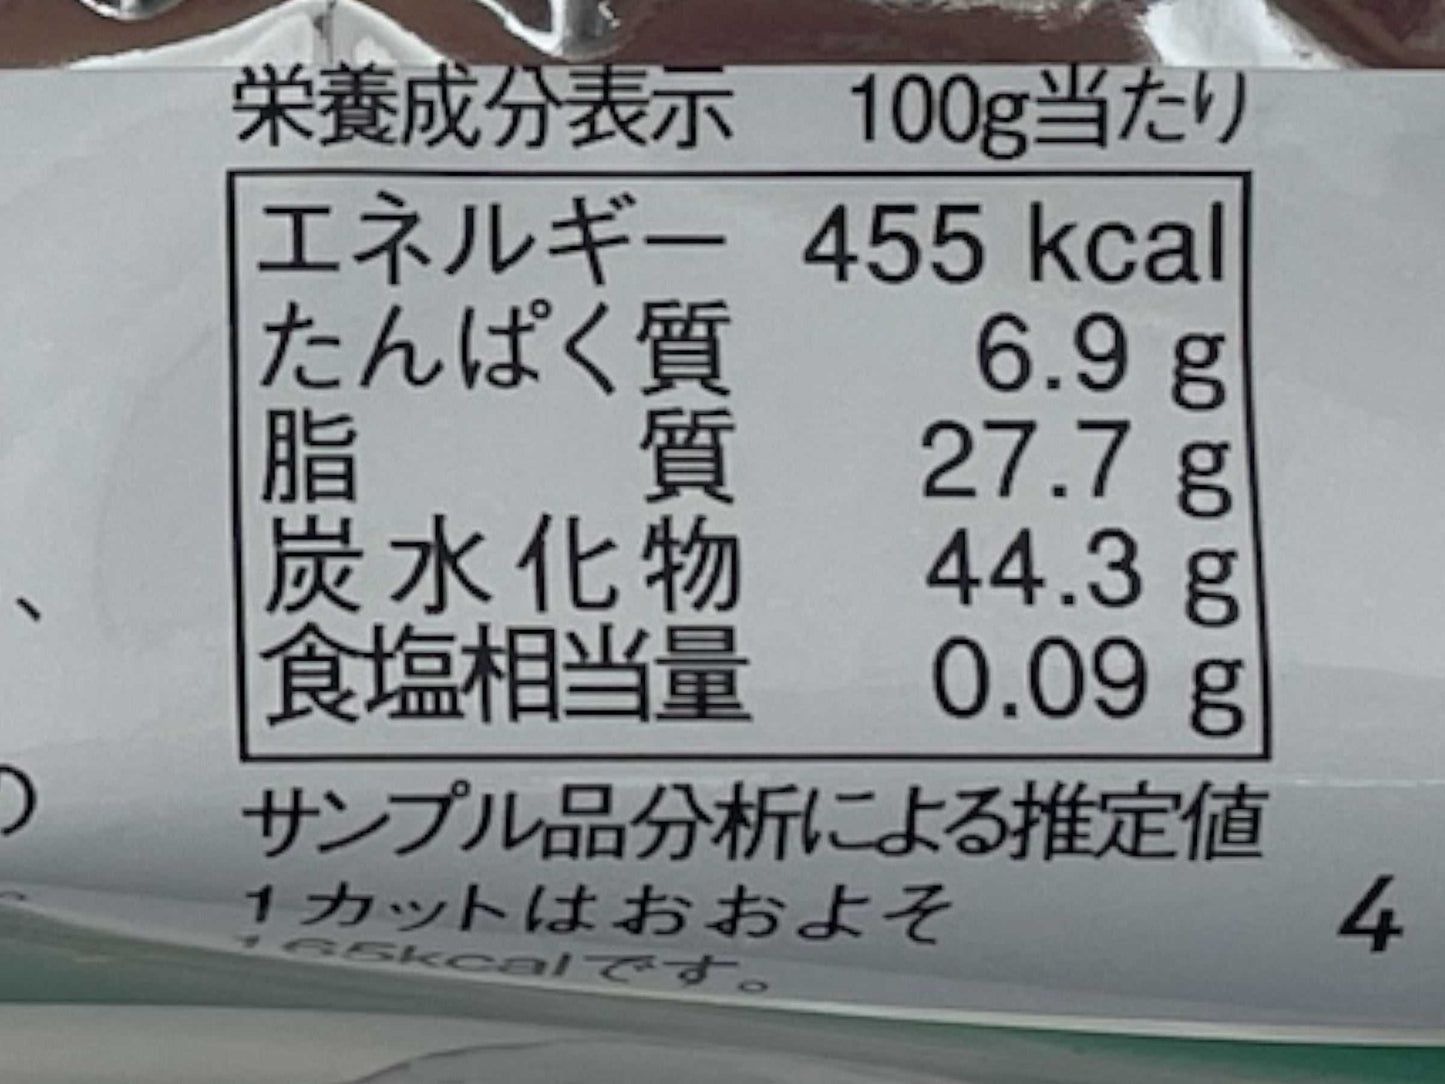 栄養成分表示 100g当たり
エネルギー 455 kcal
たんぱく質 6.9 g
脂質 27.7 g
炭水化物 44.3 g
食塩相当量 0.09 g
サンプル品分析による推定値
1カットはおおよそ
165kcalです。
、
の
4